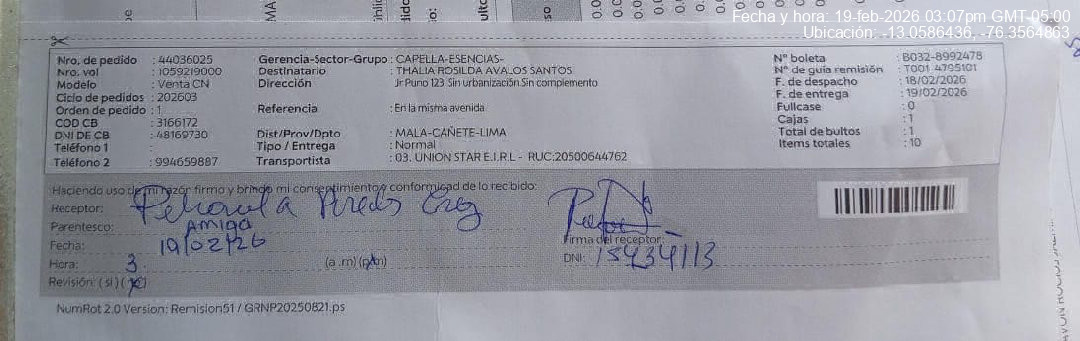 Fecha y hora: 19-feb-2026 03:07pm GMT-05:00
Ubicación: -13.0586436, -76.3564863
Nro. de pedido : 44036025
Nro. vol : 1059219000
Modelo : Venta CN
Ciclo de pedidos : 202603
Orden de pedido : 1
COD CB : 3166172
DNI DE CB : 48169730
Teléfono 1 :
Teléfono 2 : 994659887
Gerencia-Sector-Grupo : CAPELLA-ESENCIAS-
Destinatario : THALIA ROSILDA AVALOS SANTOS
Dirección : Jr Puno 123 Sin urbanización Sin complemento
Referencia : En la misma avenida
Dist/Prov/Dpto : MALA-CAÑETE-LIMA
Tipo / Entrega : Normal
Transportista : 03. UNION STAR E.I.R.L - RUC:20500644762
Nº boleta : B032-8992478
Nº de guía remisión : T001-4795101
F. de despacho : 18/02/2026
F. de entrega : 19/02/2026
Fullcase : 0
Cajas : 1
Total de bultos : 1
Items totales : 10
Haciendo uso de mi razón firmo y brindo mi consentimiento y conformidad de lo recibido:
Receptor:
Parentesco: Amiga
Fecha: 19/02/26
Hora: 3 (a.m) (p.m)
Revisión: (si) (no)
Firma del receptor:
DNI: 15434113
NumRot 2.0 Version: Remision51 / GRNP20250821.ps